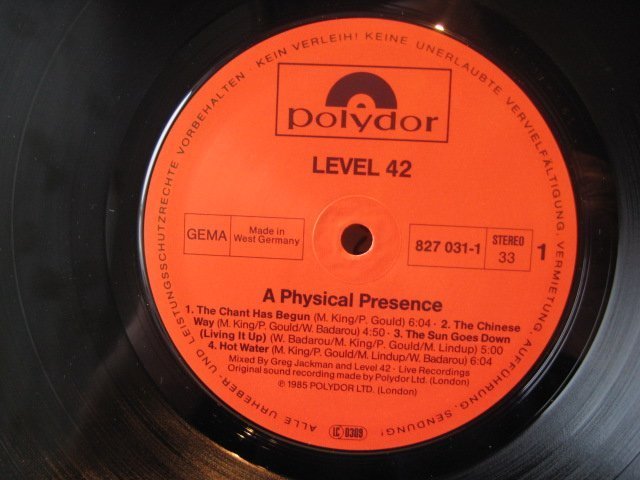 ALLE URHEBER- UND LEISTUNGSSCHUTZRECHTE VORBEHALTEN · KEIN VERLEIH! KEINE UNERLAUBTE VERVIELFÄLTIGUNG, VERMIETUNG, AUFFÜHRUNG, SENDUNG!
polydor
LEVEL 42
GEMA
Made in
West Germany
827 031-1
STEREO
33
1
A Physical Presence
1. The Chant Has Begun (M. King/P. Gould) 6:04 · 2. The Chinese
Way (M. King/P. Gould/W. Badarou) 4:50 · 3. The Sun Goes Down
(Living It Up) (W. Badarou/M. King/P. Gould/M. Lindup) 5:00
4. Hot Water (M. King/P. Gould/M. Lindup/W. Badarou) 6:04
Mixed By Greg Jackman and Level 42 · Live Recordings
Original sound recording made by Polydor Ltd. (London)
℗ 1985 POLYDOR LTD. (London)
LC 0309